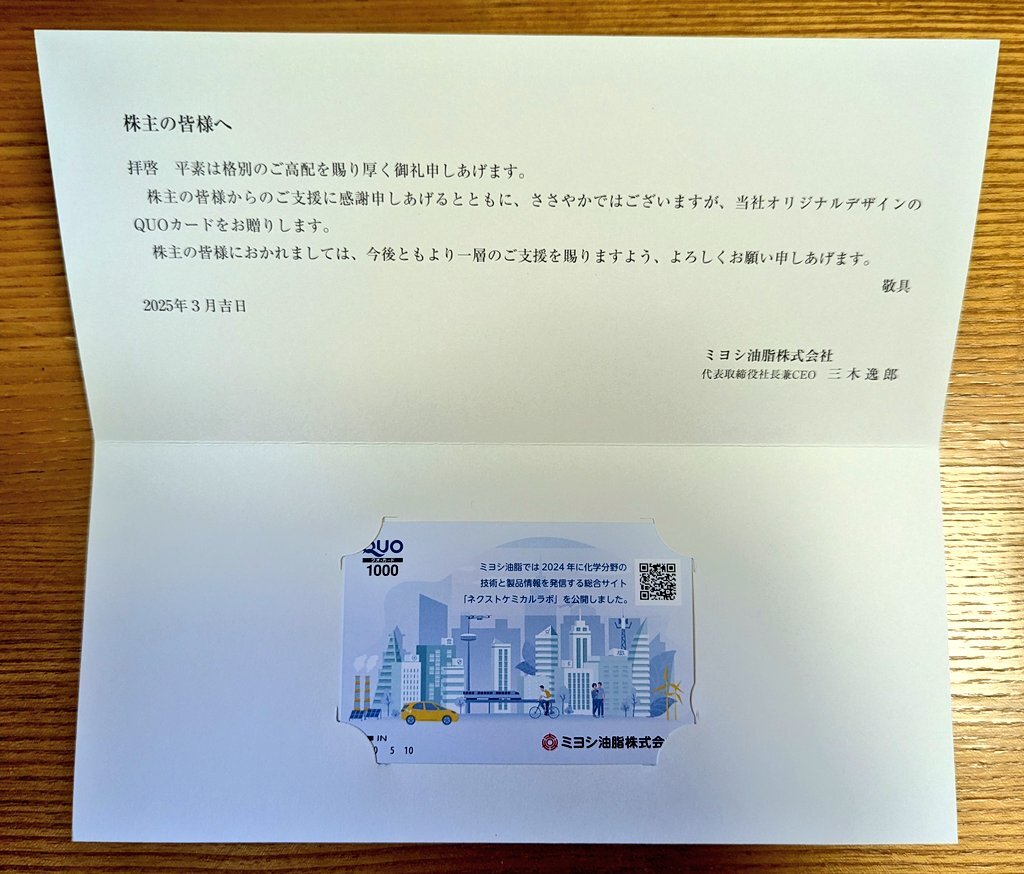 株主の皆様へ
拝啓　平素は格別のご高配を賜り厚く御礼申しあげます。
株主の皆様からのご支援に感謝申しあげるとともに、ささやかではございますが、当社オリジナルデザインの
QUOカードをお贈りします。
株主の皆様におかれましては、今後ともより一層のご支援を賜りますよう、よろしくお願い申しあげます。
敬具
2025年３月吉日
ミヨシ油脂株式会社
代表取締役社長兼CEO　三木逸郎
QUO
クオ・カード
1000
ミヨシ油脂では2024年に化学分野の
技術と製品情報を発信する総合サイト
「ネクストケミカルラボ」を公開しました。
IN
0 5 10
ミヨシ油脂株式会